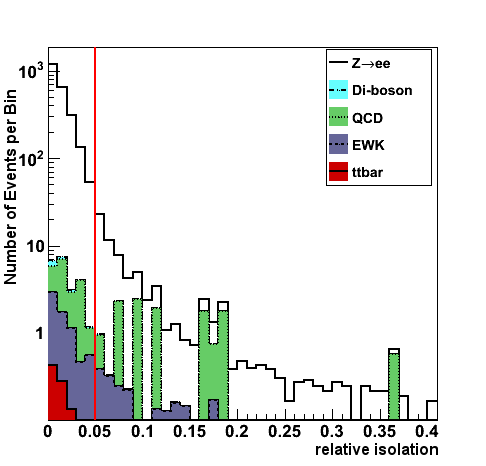 Number of Events per Bin
10³
10²
10
1
Z→ee
Di-boson
QCD
EWK
ttbar
0 0.05 0.1 0.15 0.2 0.25 0.3 0.35 0.4
relative isolation